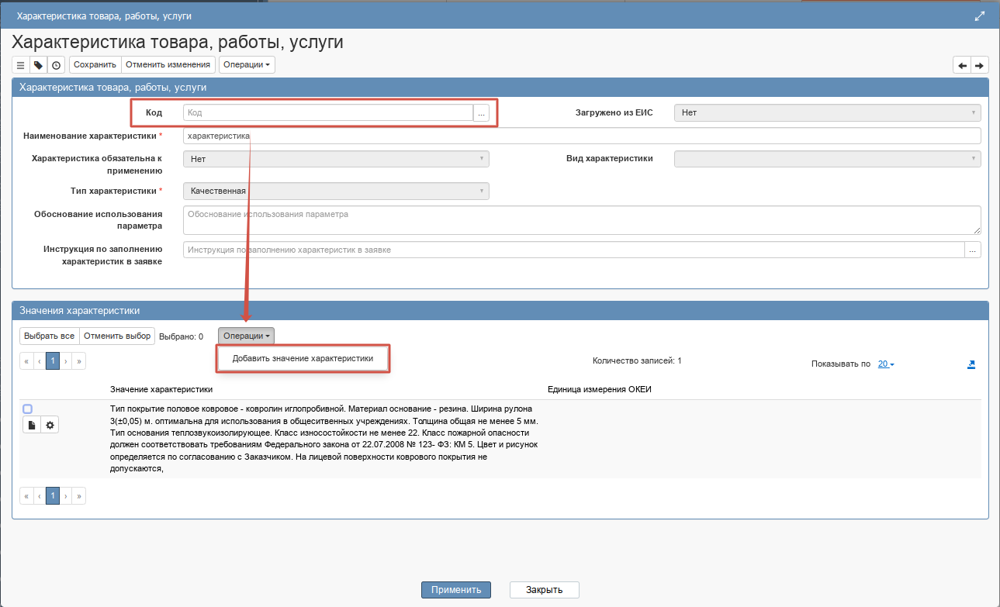 Характеристика товара, работы, услуги
Характеристика товара, работы, услуги
Сохранить Отменить изменения Операции
Характеристика товара, работы, услуги
Код Код ... Загружено из ЕИС Нет
Наименование характеристики * характеристика
Характеристика обязательна к применению Нет Вид характеристики
Тип характеристики * Качественная
Обоснование использования параметра Обоснование использования параметра
Инструкция по заполнению характеристик в заявке Инструкция по заполнению характеристик в заявке ...
Значения характеристики
Выбрать все Отменить выбор Выбрано: 0 Операции
Добавить значение характеристики
« ‹ 1 › » Количество записей: 1 Показывать по 20
Значение характеристики Единица измерения ОКЕИ
Тип покрытие половое ковровое - ковролин иглопробивной. Материал основание - резина. Ширина рулона
3(±0,05) м. оптимальна для использования в общеситвенных учреждениях. Толщина общая не менее 5 мм.
Тип основания теплозвукоизолирующее. Класс износостойкости не менее 22. Класс пожарной опасности
должен соответствовать требованиям Федерального закона от 22.07.2008 № 123- ФЗ: КМ 5. Цвет и рисунок
определяется по согласованию с Заказчиком. На лицевой поверхности коврового покрытия не
допускаются,
« ‹ 1 › »
Применить Закрыть